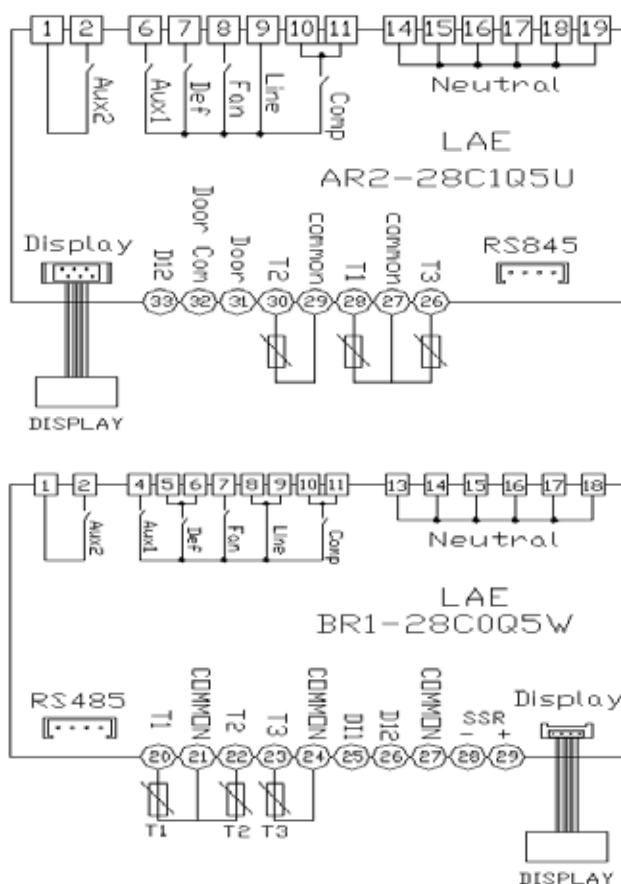 1 2 6 7 8 9 10 11 14 15 16 17 18 19
Aux2 Aux1 Def Fan Line Comp
Neutral
LAE
AR2-28C1Q5U
Display
D12 Door Com Door T2 common T1 common T3
RS845
33 32 31 30 29 28 27 26
DISPLAY
1 2 4 5 6 7 8 9 10 11 13 14 15 16 17 18
Aux2 Aux1 Def Fan Line Comp
Neutral
LAE
BR1-28C0Q5W
RS485
T1 COMMON T2 T3 COMMON DI1 D12 COMMON SSR
- +
Display
20 21 22 23 24 25 26 27 28 29
T1 T2 T3
DISPLAY